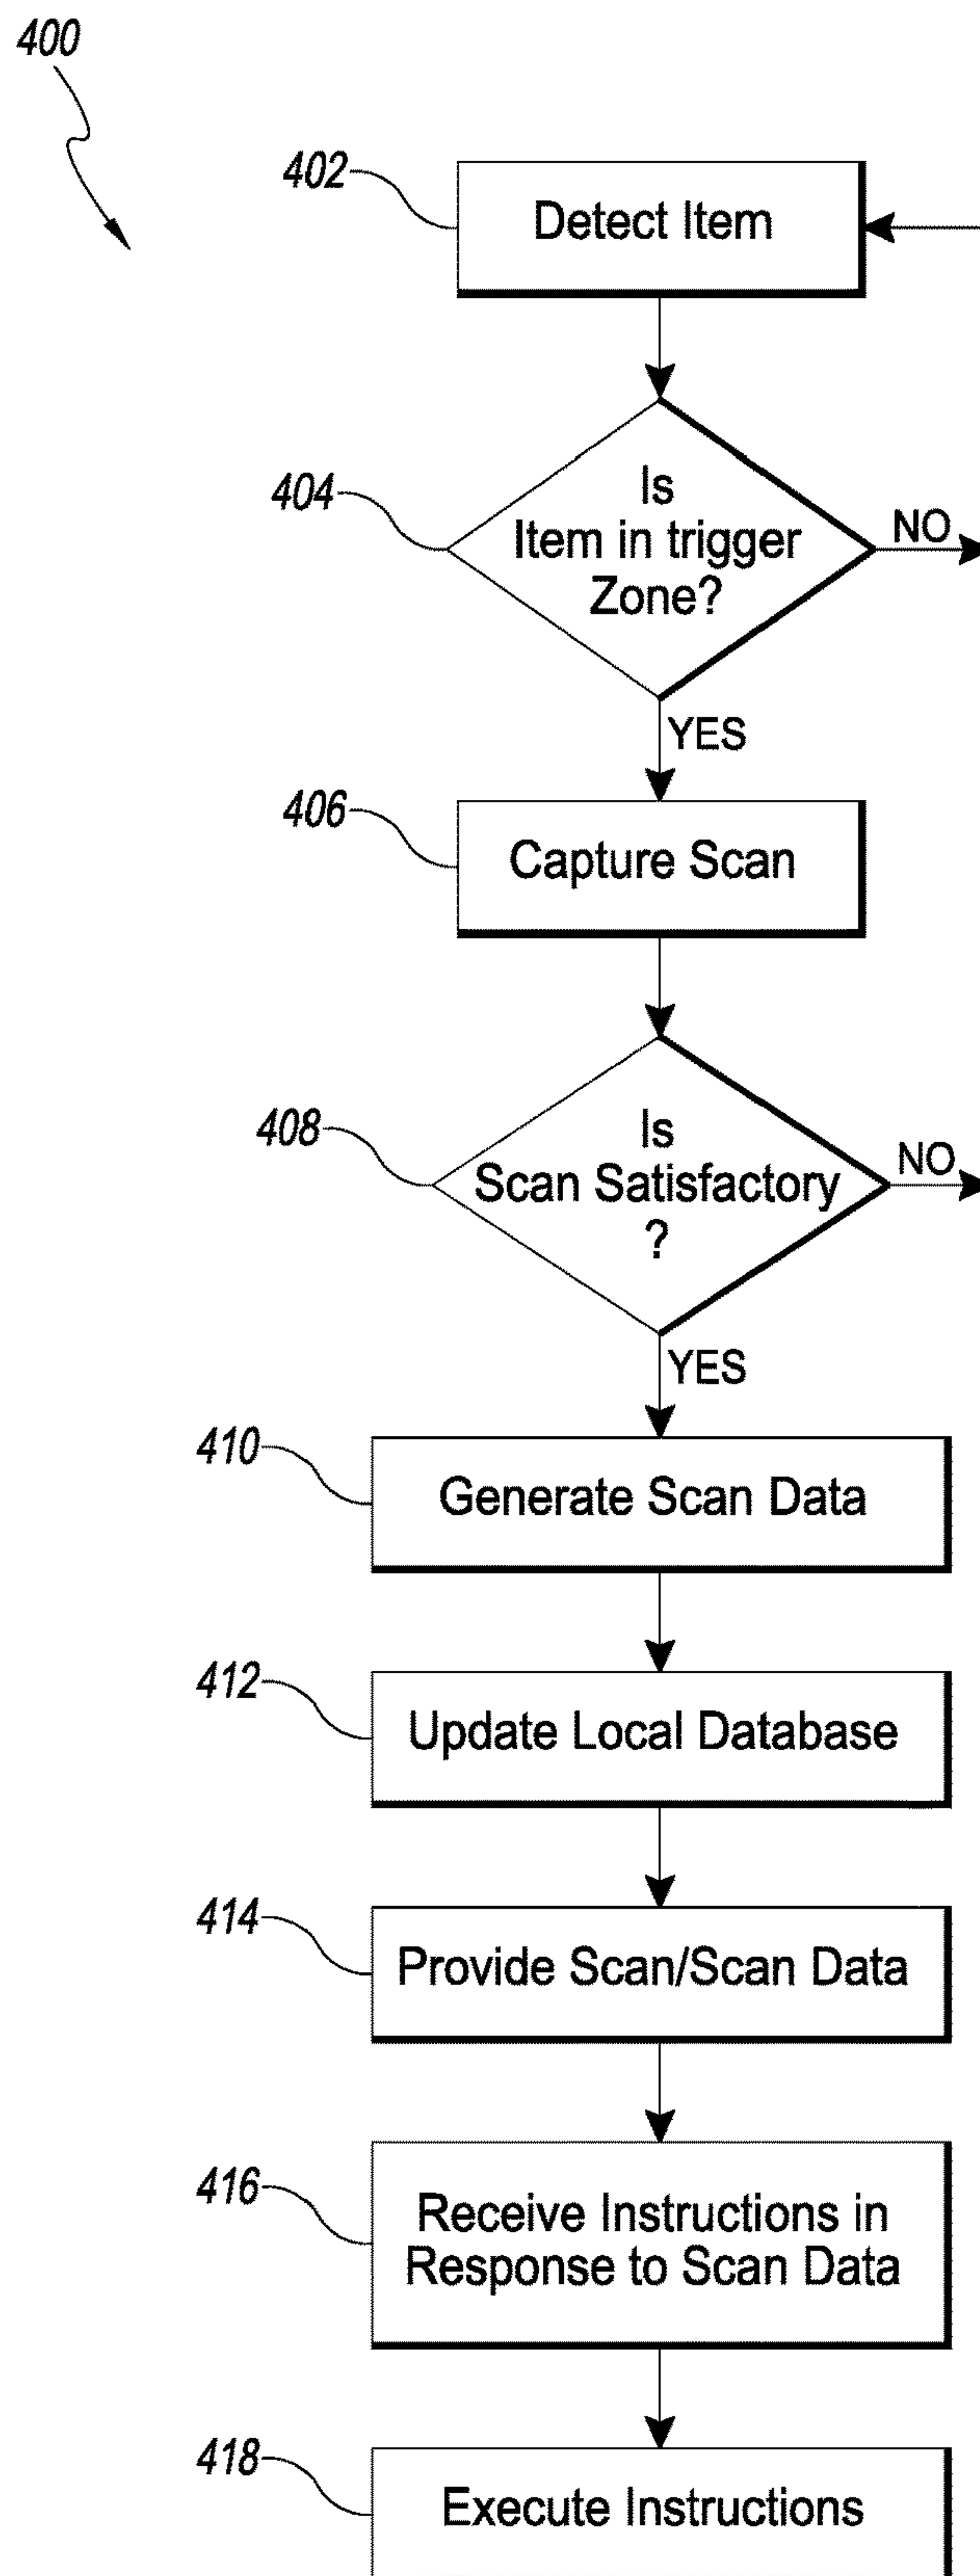 400
402
Detect Item
404
Is
Item in trigger
Zone?
NO
YES
406
Capture Scan
408
Is
Scan Satisfactory
?
NO
YES
410
Generate Scan Data
412
Update Local Database
414
Provide Scan/Scan Data
416
Receive Instructions in
Response to Scan Data
418
Execute Instructions